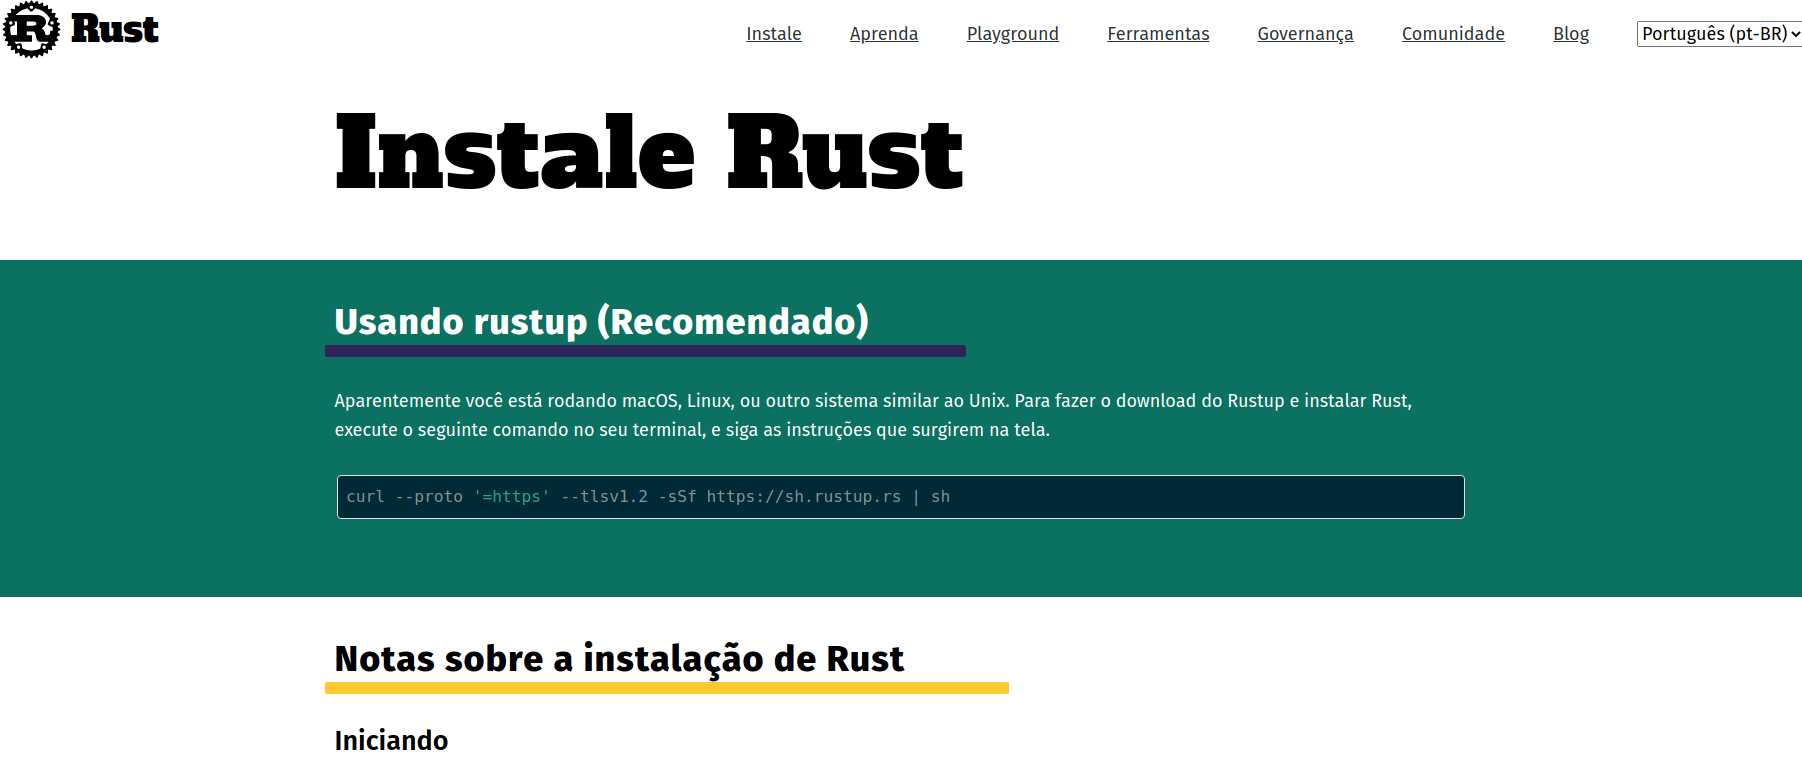 Rust
Instale Aprenda Playground Ferramentas Governança Comunidade Blog Português (pt-BR)
Instale Rust
Usando rustup (Recomendado)
Aparentemente você está rodando macOS, Linux, ou outro sistema similar ao Unix. Para fazer o download do Rustup e instalar Rust,
execute o seguinte comando no seu terminal, e siga as instruções que surgirem na tela.
curl --proto '=https' --tlsv1.2 -sSf https://sh.rustup.rs | sh
Notas sobre a instalação de Rust
Iniciando